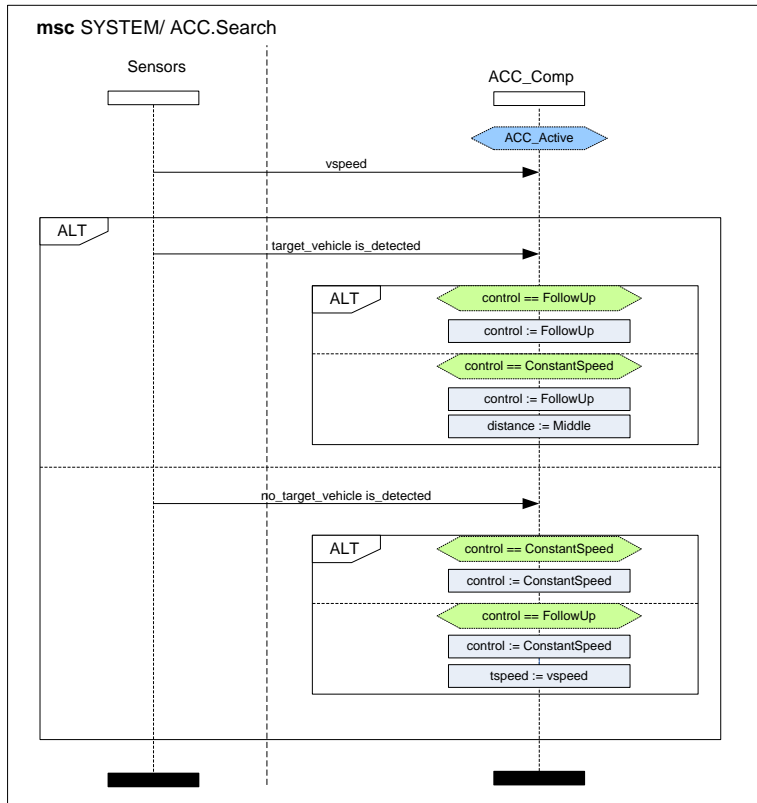 msc SYSTEM/ ACC.Search
Sensors
ACC_Comp
ACC_Active
vspeed
ALT
target_vehicle is_detected
ALT
control == FollowUp
control := FollowUp
control == ConstantSpeed
control := FollowUp
distance := Middle
no_target_vehicle is_detected
ALT
control == ConstantSpeed
control := ConstantSpeed
control == FollowUp
control := ConstantSpeed
tspeed := vspeed